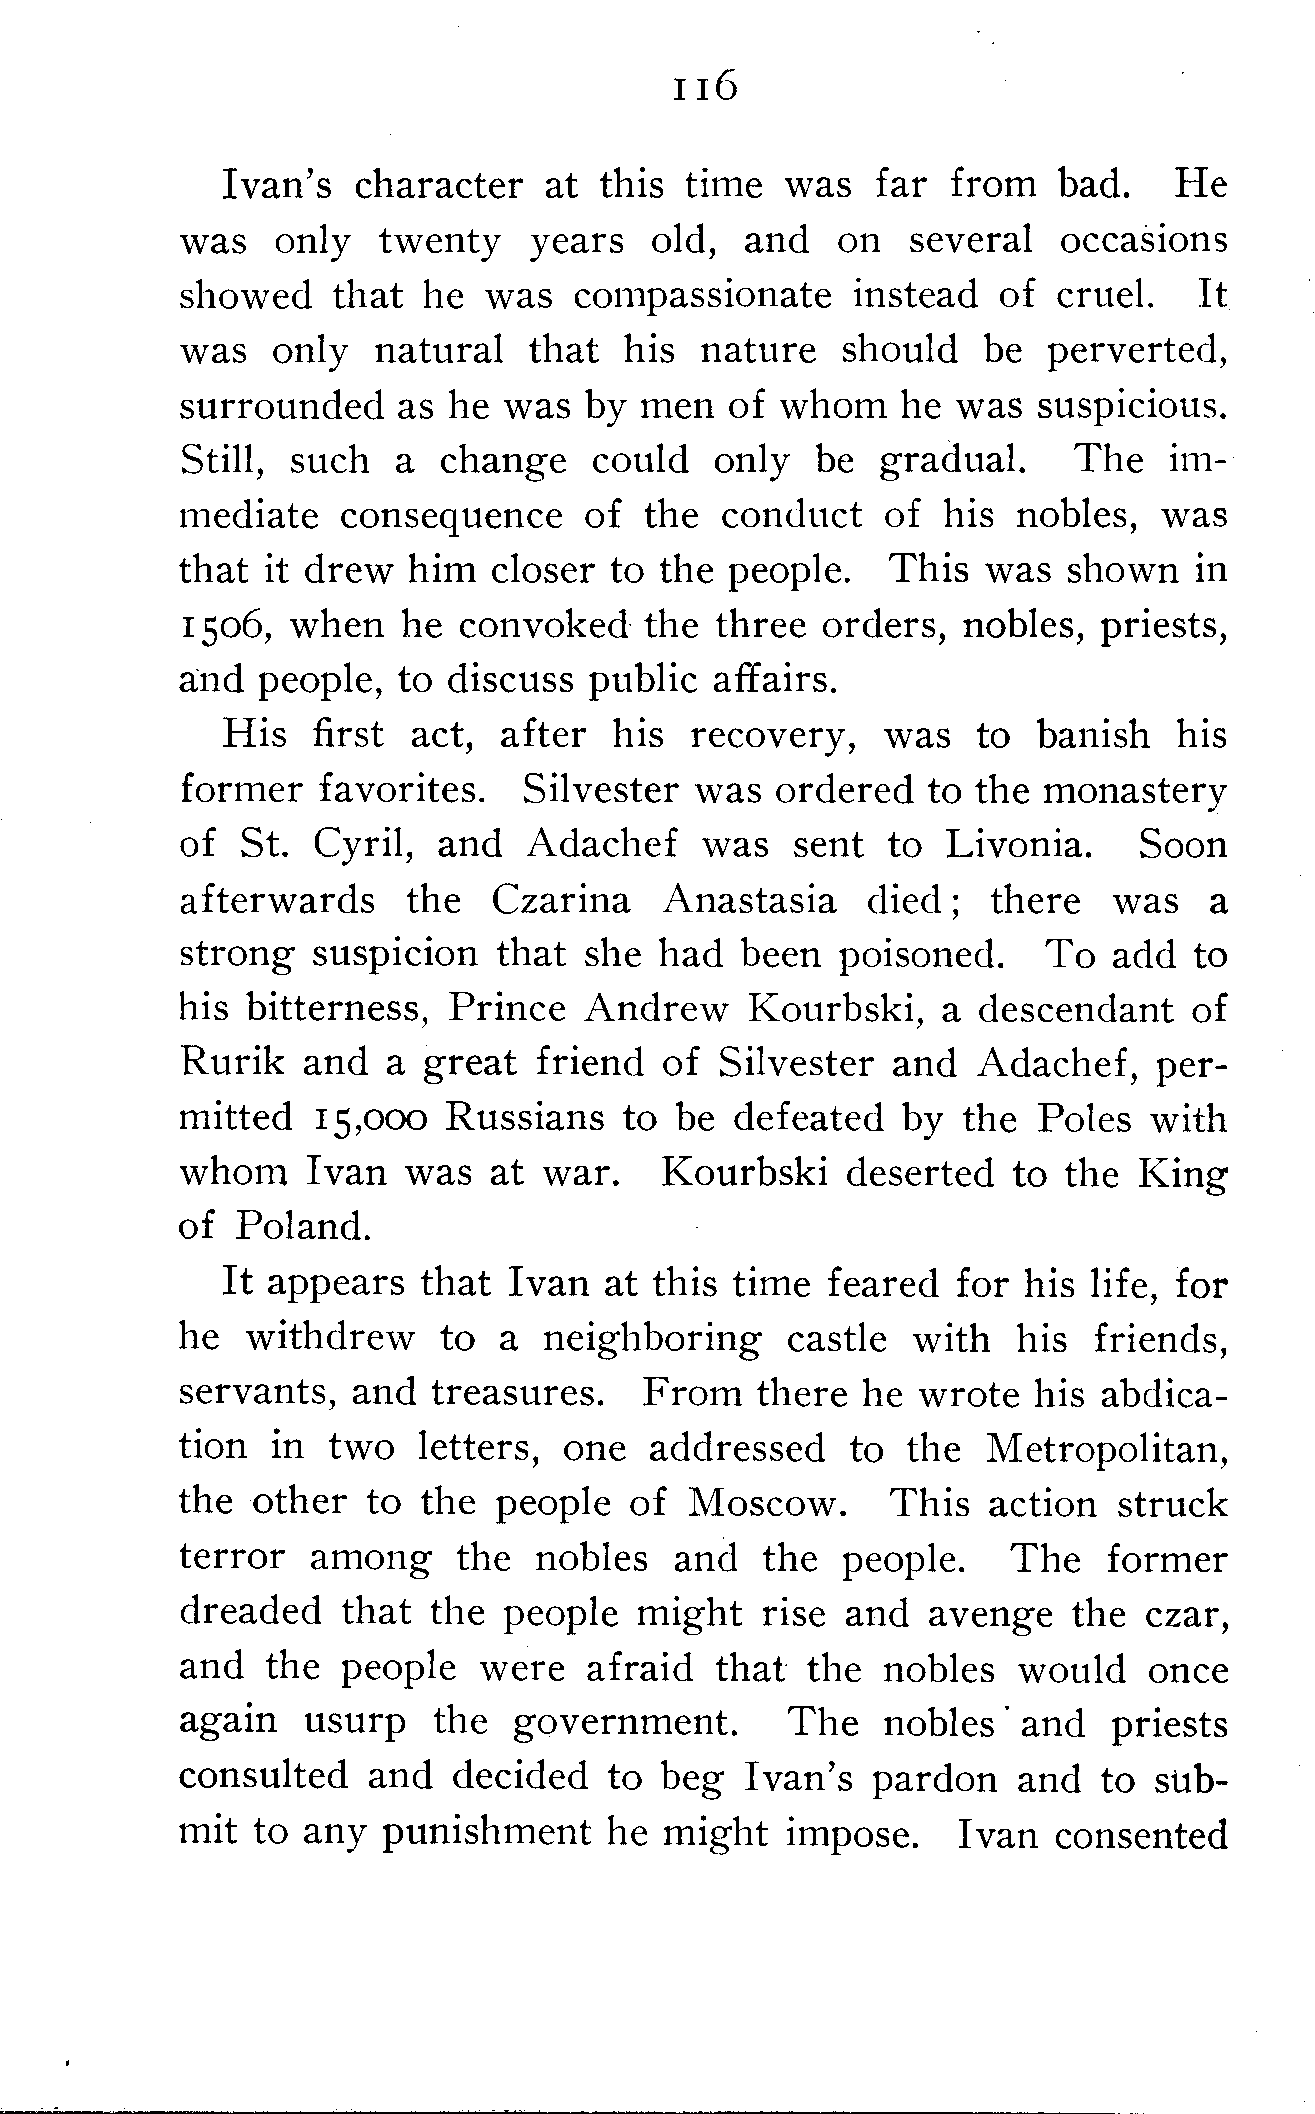 116
Ivan's character at this time was far from bad. He
was only twenty years old, and on several occasions
showed that he was compassionate instead of cruel. It
was only natural that his nature should be perverted,
surrounded as he was by men of whom he was suspicious.
Still, such a change could only be gradual. The im-
mediate consequence of the conduct of his nobles, was
that it drew him closer to the people. This was shown in
1506, when he convoked the three orders, nobles, priests,
and people, to discuss public affairs.
His first act, after his recovery, was to banish his
former favorites. Silvester was ordered to the monastery
of St. Cyril, and Adachef was sent to Livonia. Soon
afterwards the Czarina Anastasia died; there was a
strong suspicion that she had been poisoned. To add to
his bitterness, Prince Andrew Kourbski, a descendant of
Rurik and a great friend of Silvester and Adachef, per-
mitted 15,000 Russians to be defeated by the Poles with
whom Ivan was at war. Kourbski deserted to the King
of Poland.
It appears that Ivan at this time feared for his life, for
he withdrew to a neighboring castle with his friends,
servants, and treasures. From there he wrote his abdica-
tion in two letters, one addressed to the Metropolitan,
the other to the people of Moscow. This action struck
terror among the nobles and the people. The former
dreaded that the people might rise and avenge the czar,
and the people were afraid that the nobles would once
again usurp the government. The nobles and priests
consulted and decided to beg Ivan's pardon and to sub-
mit to any punishment he might impose. Ivan consented